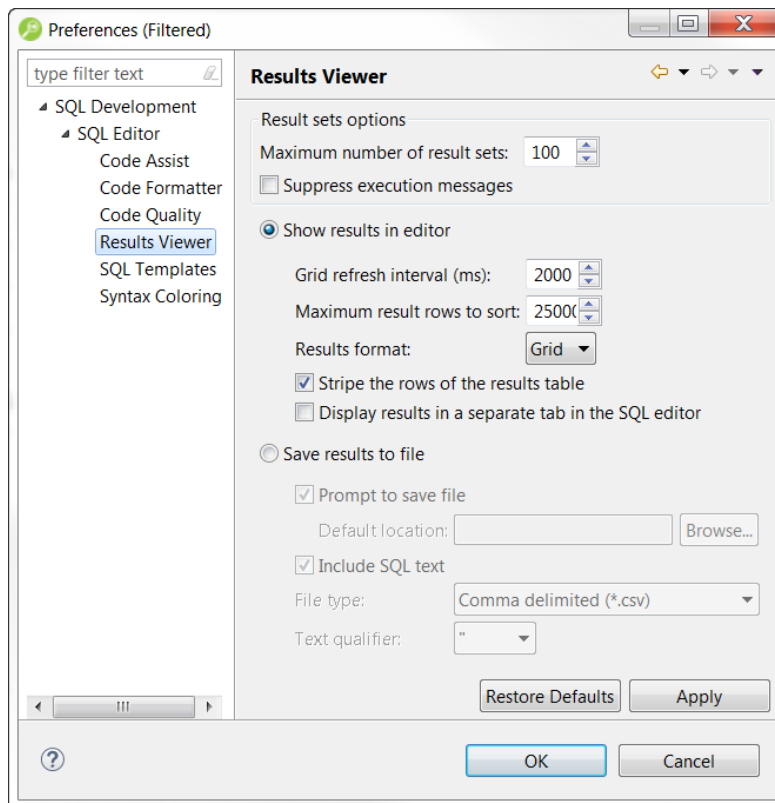 Preferences (Filtered)
type filter text
SQL Development
SQL Editor
Code Assist
Code Formatter
Code Quality
Results Viewer
SQL Templates
Syntax Coloring
Results Viewer
Result sets options
Maximum number of result sets: 100
Suppress execution messages
Show results in editor
Grid refresh interval (ms): 2000
Maximum result rows to sort: 25000
Results format: Grid
Stripe the rows of the results table
Display results in a separate tab in the SQL editor
Save results to file
Prompt to save file
Default location: Browse...
Include SQL text
File type: Comma delimited (*.csv)
Text qualifier: "
Restore Defaults Apply
? OK Cancel